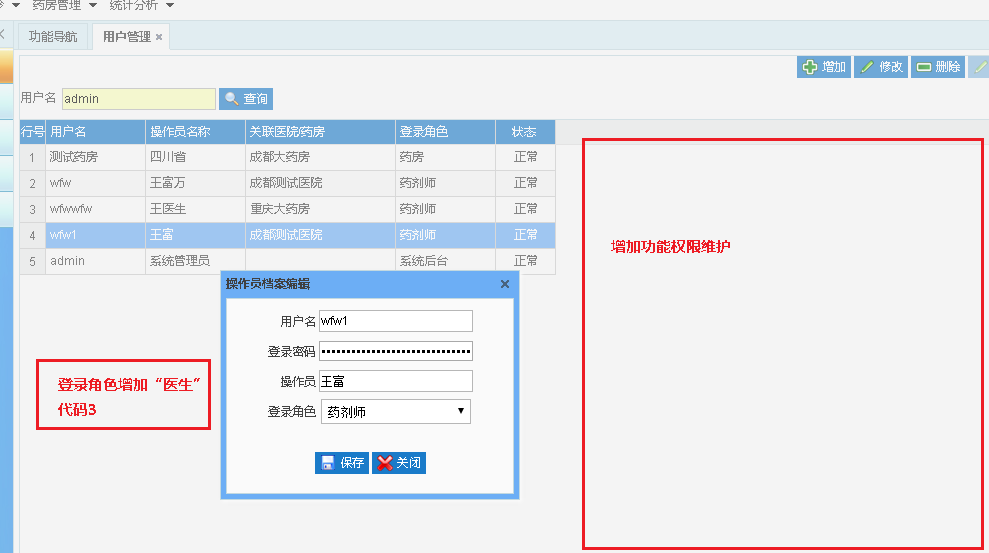 药房管理 统计分析
功能导航 用户管理
增加 修改 删除
用户名 admin 查询
行号 用户名 操作员名称 关联医院/药房 登录角色 状态
1 测试药房 四川省 成都大药房 药房 正常
2 wfw 王富万 成都测试医院 药剂师 正常
3 wfwwfw 王医生 重庆大药房 药剂师 正常
4 wfw1 王富 成都测试医院 药剂师 正常
5 admin 系统管理员 系统后台 正常
增加功能权限维护
操作员档案编辑
用户名 wfw1
登录密码
操作员 王富
登录角色 药剂师
保存 关闭
登录角色增加“医生”
代码3